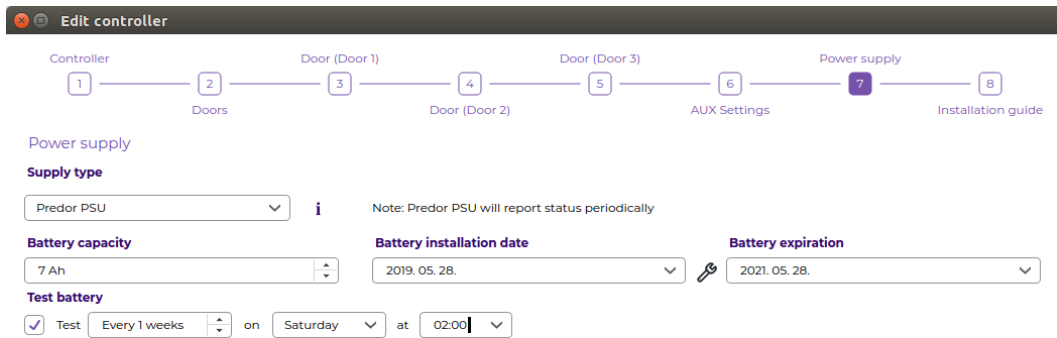 Edit controller
Controller
Door (Door 1)
Door (Door 3)
Power supply
1
2
3
4
5
6
7
8
Doors
Door (Door 2)
AUX Settings
Installation guide
Power supply
Supply type
Predor PSU
i
Note: Predor PSU will report status periodically
Battery capacity
Battery installation date
Battery expiration
7 Ah
2019. 05. 28.
2021. 05. 28.
Test battery
Test Every 1 weeks on Saturday at 02:00